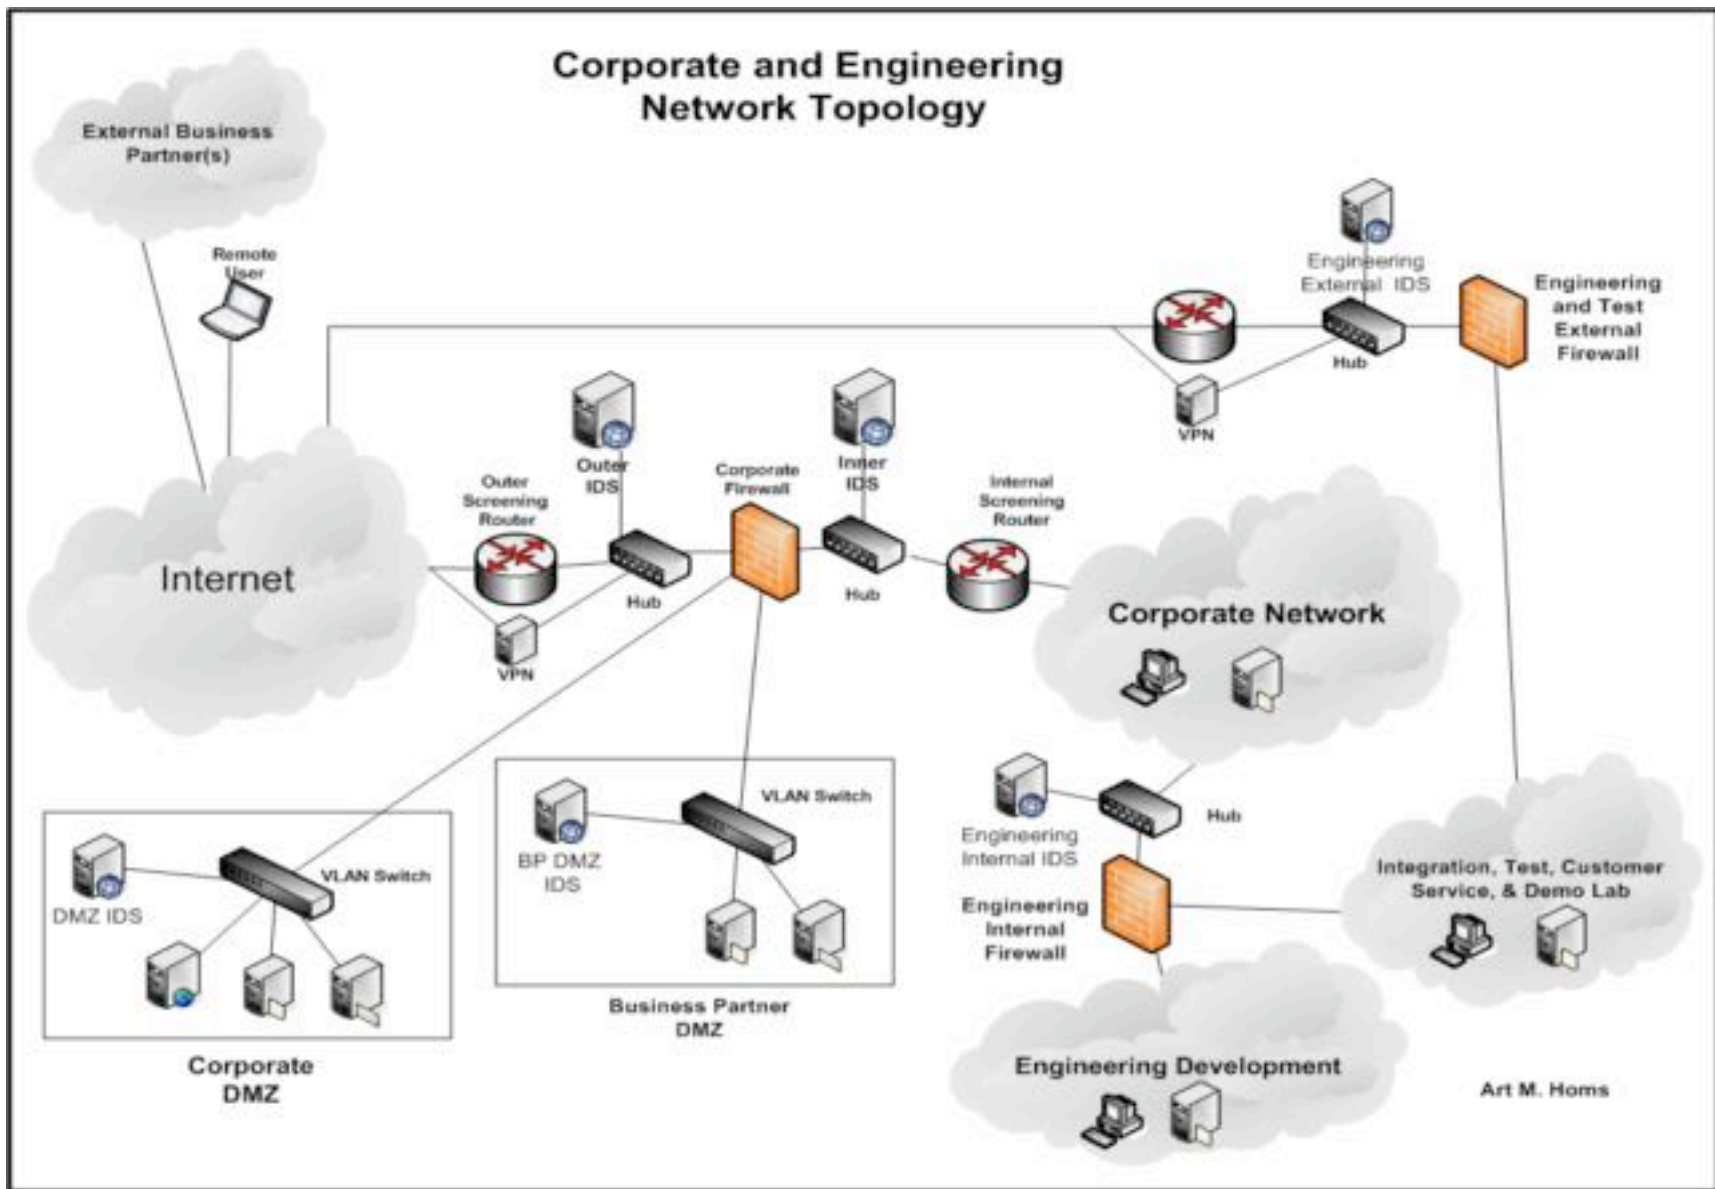 Corporate and Engineering
Network Topology
External Business
Partner(s)
Remote
User
Engineering
External IDS
Engineering
and Test
External
Firewall
Hub
VPN
Outer
IDS
Corporate
Firewall
Inner
IDS
Outer
Screening
Router
Internal
Screening
Router
Internet
Hub
Hub
VPN
Corporate Network
VLAN Switch
BP DMZ
IDS
Business Partner
DMZ
VLAN Switch
DMZ IDS
Corporate
DMZ
Hub
Engineering
Internal IDS
Engineering
Internal
Firewall
Integration, Test, Customer
Service, & Demo Lab
Engineering Development
Art M. Homs